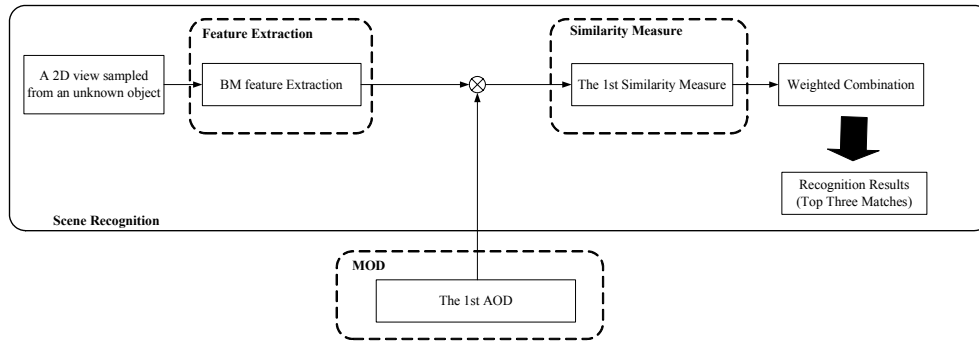 Feature Extraction
Similarity Measure
A 2D view sampled
from an unknown object
BM feature Extraction
The 1st Similarity Measure
Weighted Combination
Recognition Results
(Top Three Matches)
Scene Recognition
MOD
The 1st AOD